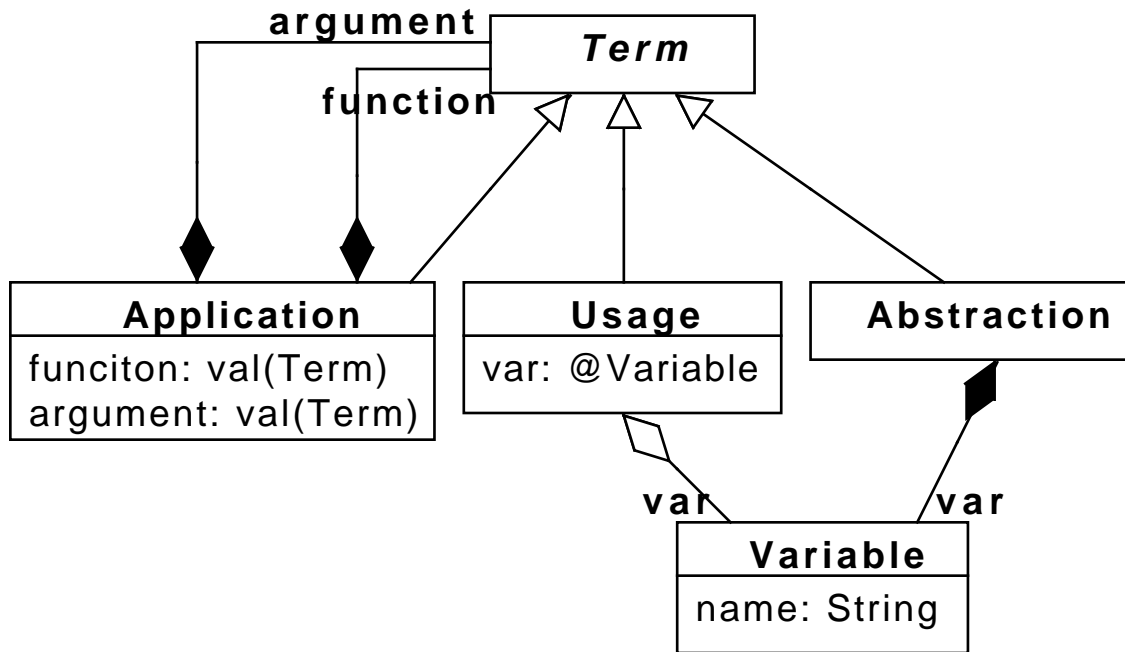 argument
Term
function
Application
funciton: val(Term)
argument: val(Term)
Usage
var: @Variable
Abstraction
var
var
Variable
name: String